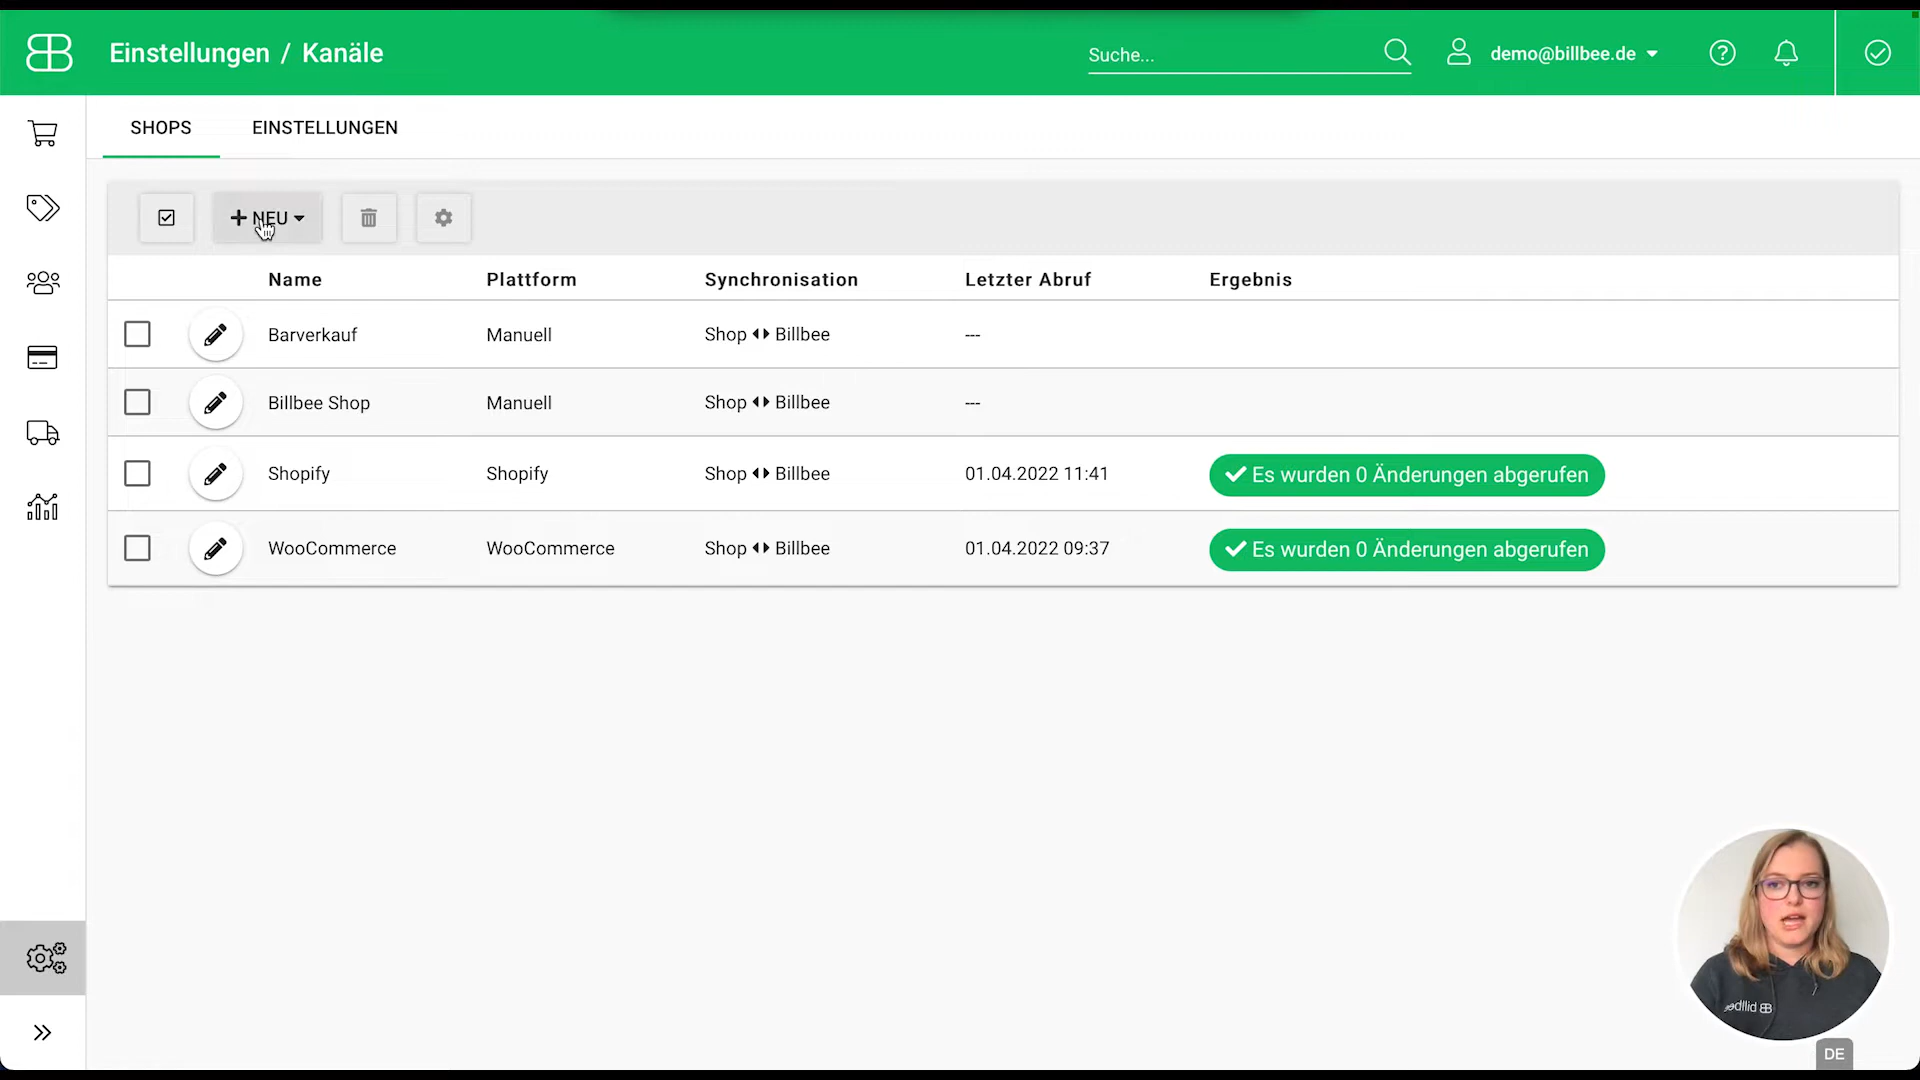 Einstellungen / Kanäle
Suche...
demo@billbee.de
SHOPS
EINSTELLUNGEN
NEU
Name Plattform Synchronisation Letzter Abruf Ergebnis
Barverkauf Manuell Shop Billbee ---
Billbee Shop Manuell Shop Billbee ---
Shopify Shopify Shop Billbee 01.04.2022 11:41 Es wurden 0 Änderungen abgerufen
WooCommerce WooCommerce Shop Billbee 01.04.2022 09:37 Es wurden 0 Änderungen abgerufen
billbee
DE